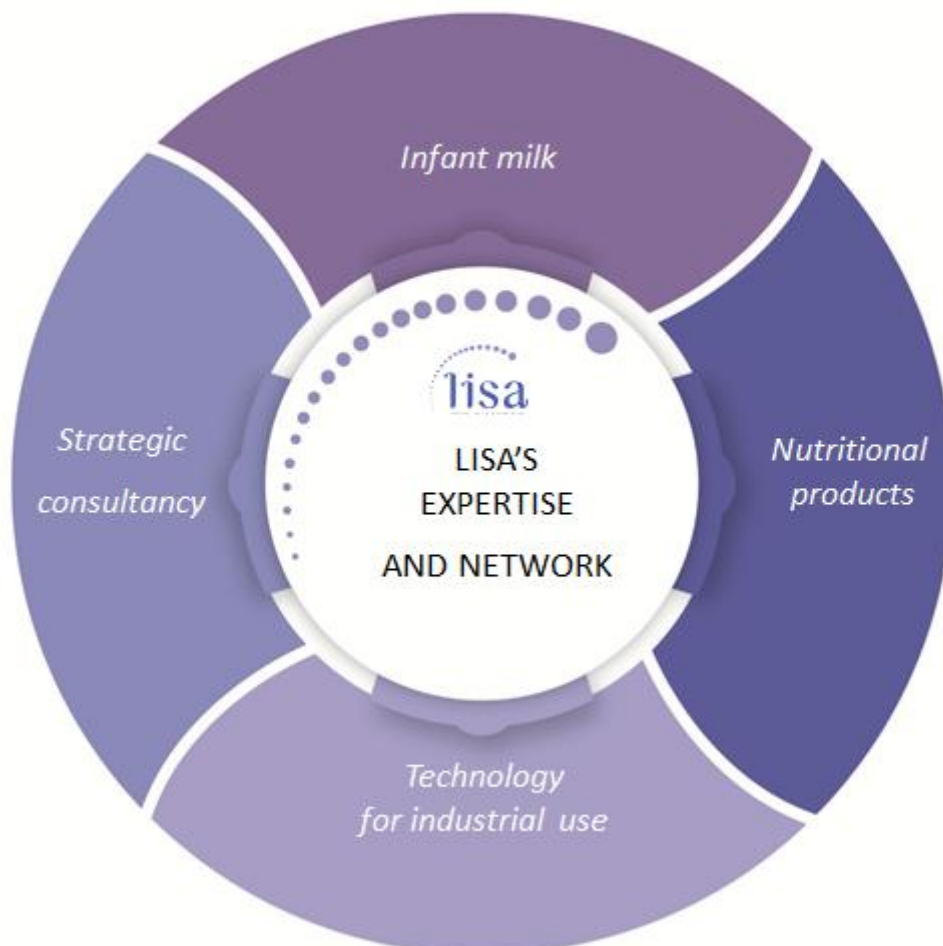 Infant milk
Strategic
consultancy
lisa
LISA’S
EXPERTISE
AND NETWORK
Nutritional
products
Technology
for industrial use